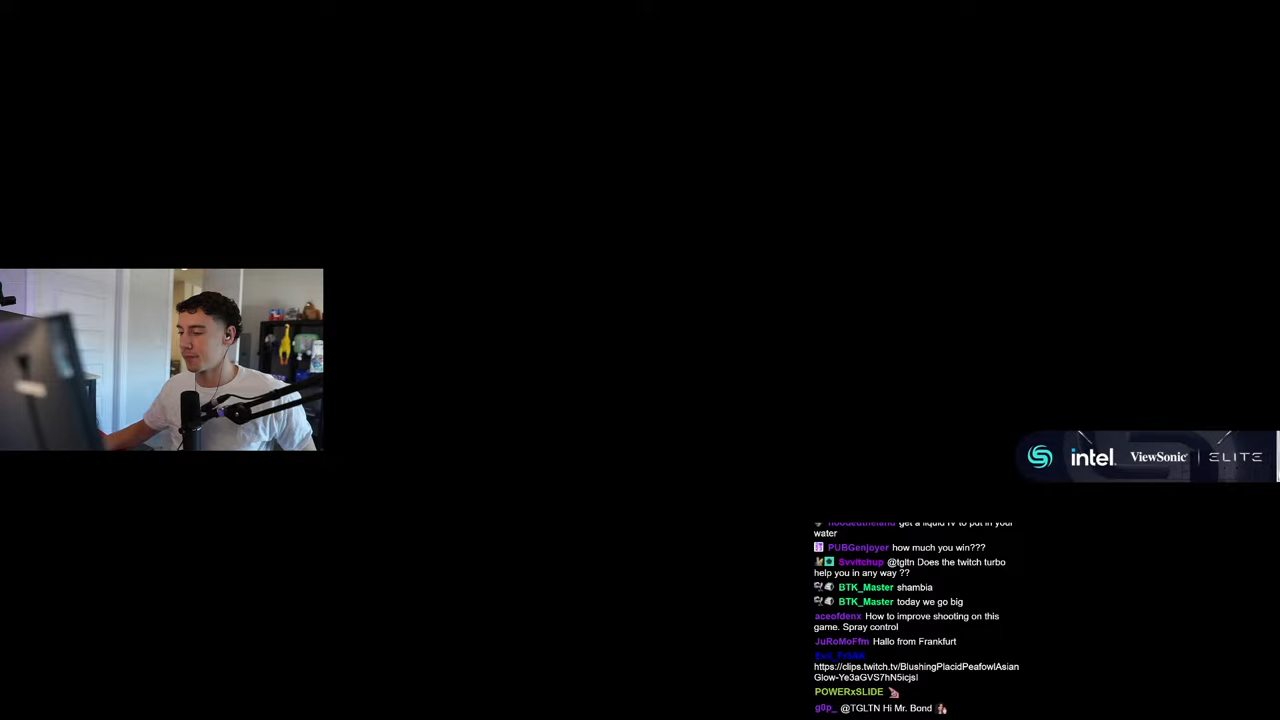 intel ViewSonic ELITE
get a liquid IV to put in your
water
PUBGenjoyer how much you win???
Svvitchup @tgltn Does the twitch turbo
help you in any way ??
BTK_Master shambia
BTK_Master today we go big
aceofdenx How to improve shooting on this
game. Spray control
JuRoMoFfm Hallo from Frankfurt
https://clips.twitch.tv/BlushingPlacidPeafowlAsian
Glow-Ye3aGVS7hN5icjsI
POWERxSLIDE
g0p_ @TGLTN Hi Mr. Bond